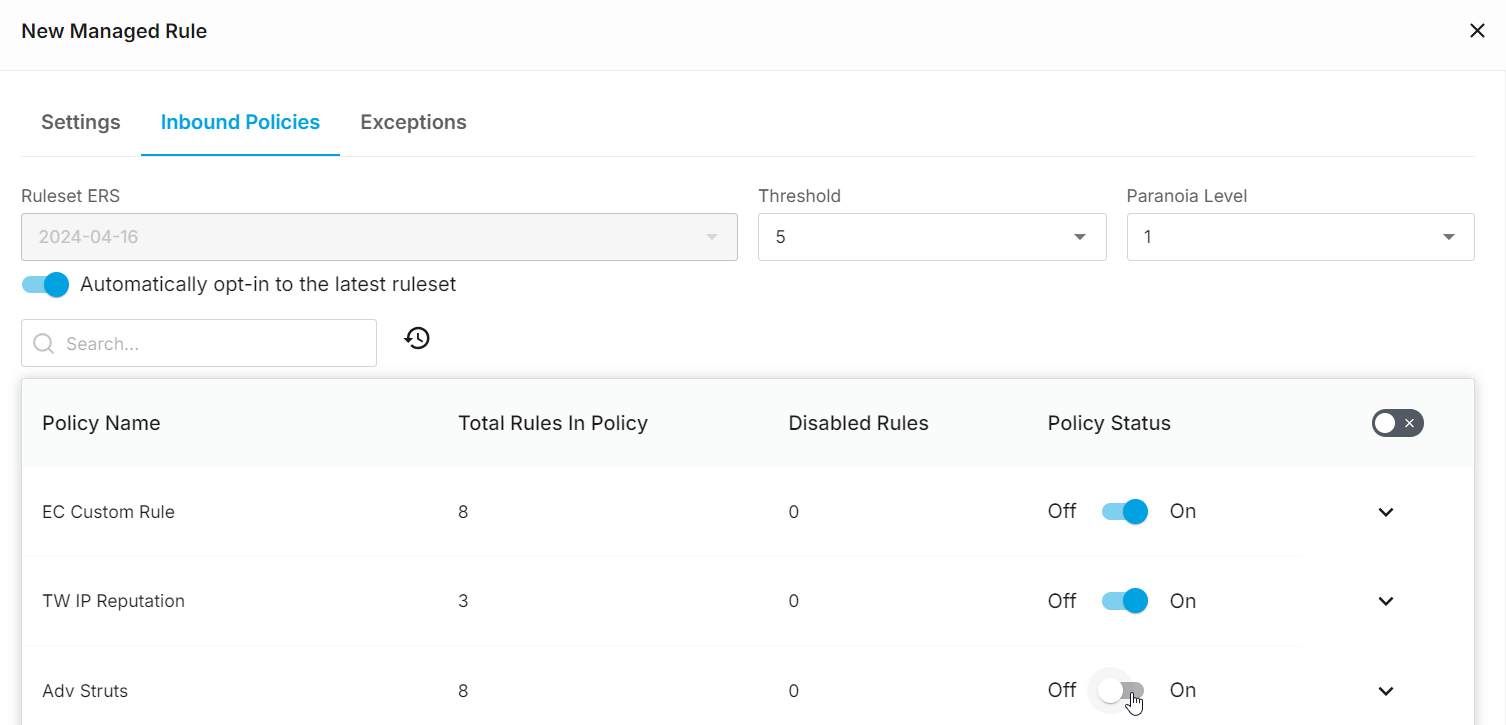 New Managed Rule
Settings Inbound Policies Exceptions
Ruleset ERS Threshold Paranoia Level
2024-04-16 5 1
Automatically opt-in to the latest ruleset
Search...
Policy Name Total Rules In Policy Disabled Rules Policy Status
EC Custom Rule 8 0 Off On
TW IP Reputation 3 0 Off On
Adv Struts 8 0 Off On